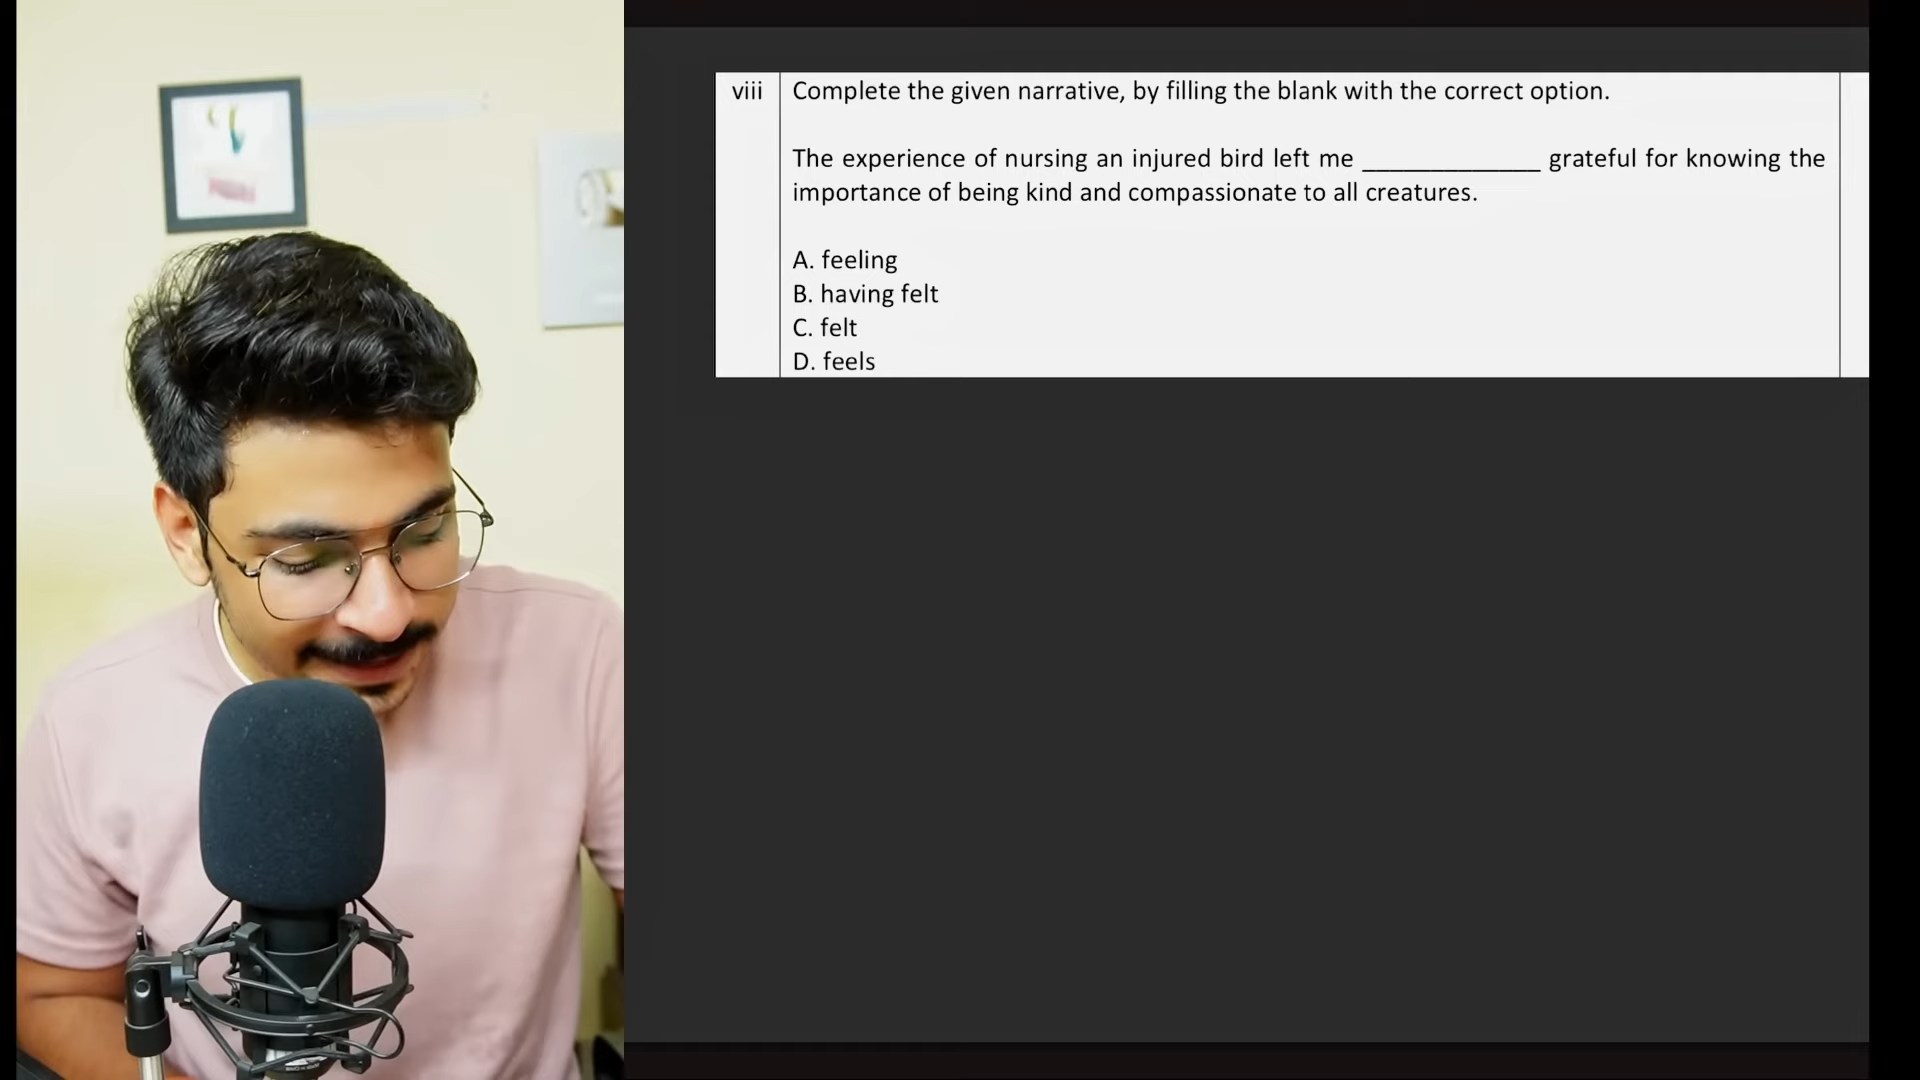 viii
Complete the given narrative, by filling the blank with the correct option.
The experience of nursing an injured bird left me _____________ grateful for knowing the
importance of being kind and compassionate to all creatures.
A. feeling
B. having felt
C. felt
D. feels